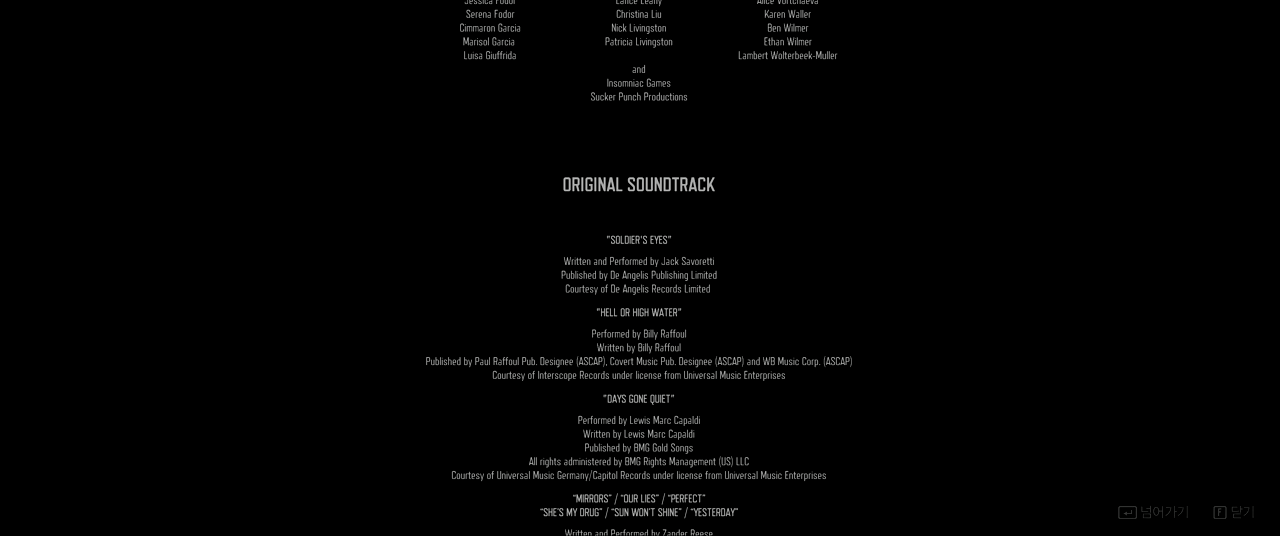 Jessica Fodor Lance Leahy Alice Vortchaeva
Serena Fodor Christina Liu Karen Waller
Cimmaron Garcia Nick Livingston Ben Wilmer
Marisol Garcia Patricia Livingston Ethan Wilmer
Luisa Giuffrida Lambert Wolterbeek-Muller
and
Insomniac Games
Sucker Punch Productions
ORIGINAL SOUNDTRACK
"SOLDIER'S EYES"
Written and Performed by Jack Savoretti
Published by De Angelis Publishing Limited
Courtesy of De Angelis Records Limited
"HELL OR HIGH WATER"
Performed by Billy Raffoul
Written by Billy Raffoul
Published by Paul Raffoul Pub. Designee (ASCAP), Covert Music Pub. Designee (ASCAP) and WB Music Corp. (ASCAP)
Courtesy of Interscope Records under license from Universal Music Enterprises
"DAYS GONE QUIET"
Performed by Lewis Marc Capaldi
Written by Lewis Marc Capaldi
Published by BMG Gold Songs
All rights administered by BMG Rights Management (US) LLC
Courtesy of Universal Music Germany/Capitol Records under license from Universal Music Enterprises
"MIRRORS" / "OUR LIES" / "PERFECT"
"SHE'S MY DRUG" / "SUN WON'T SHINE" / "YESTERDAY"
Written and Performed by Zander Reese
넘어가기 F 닫기